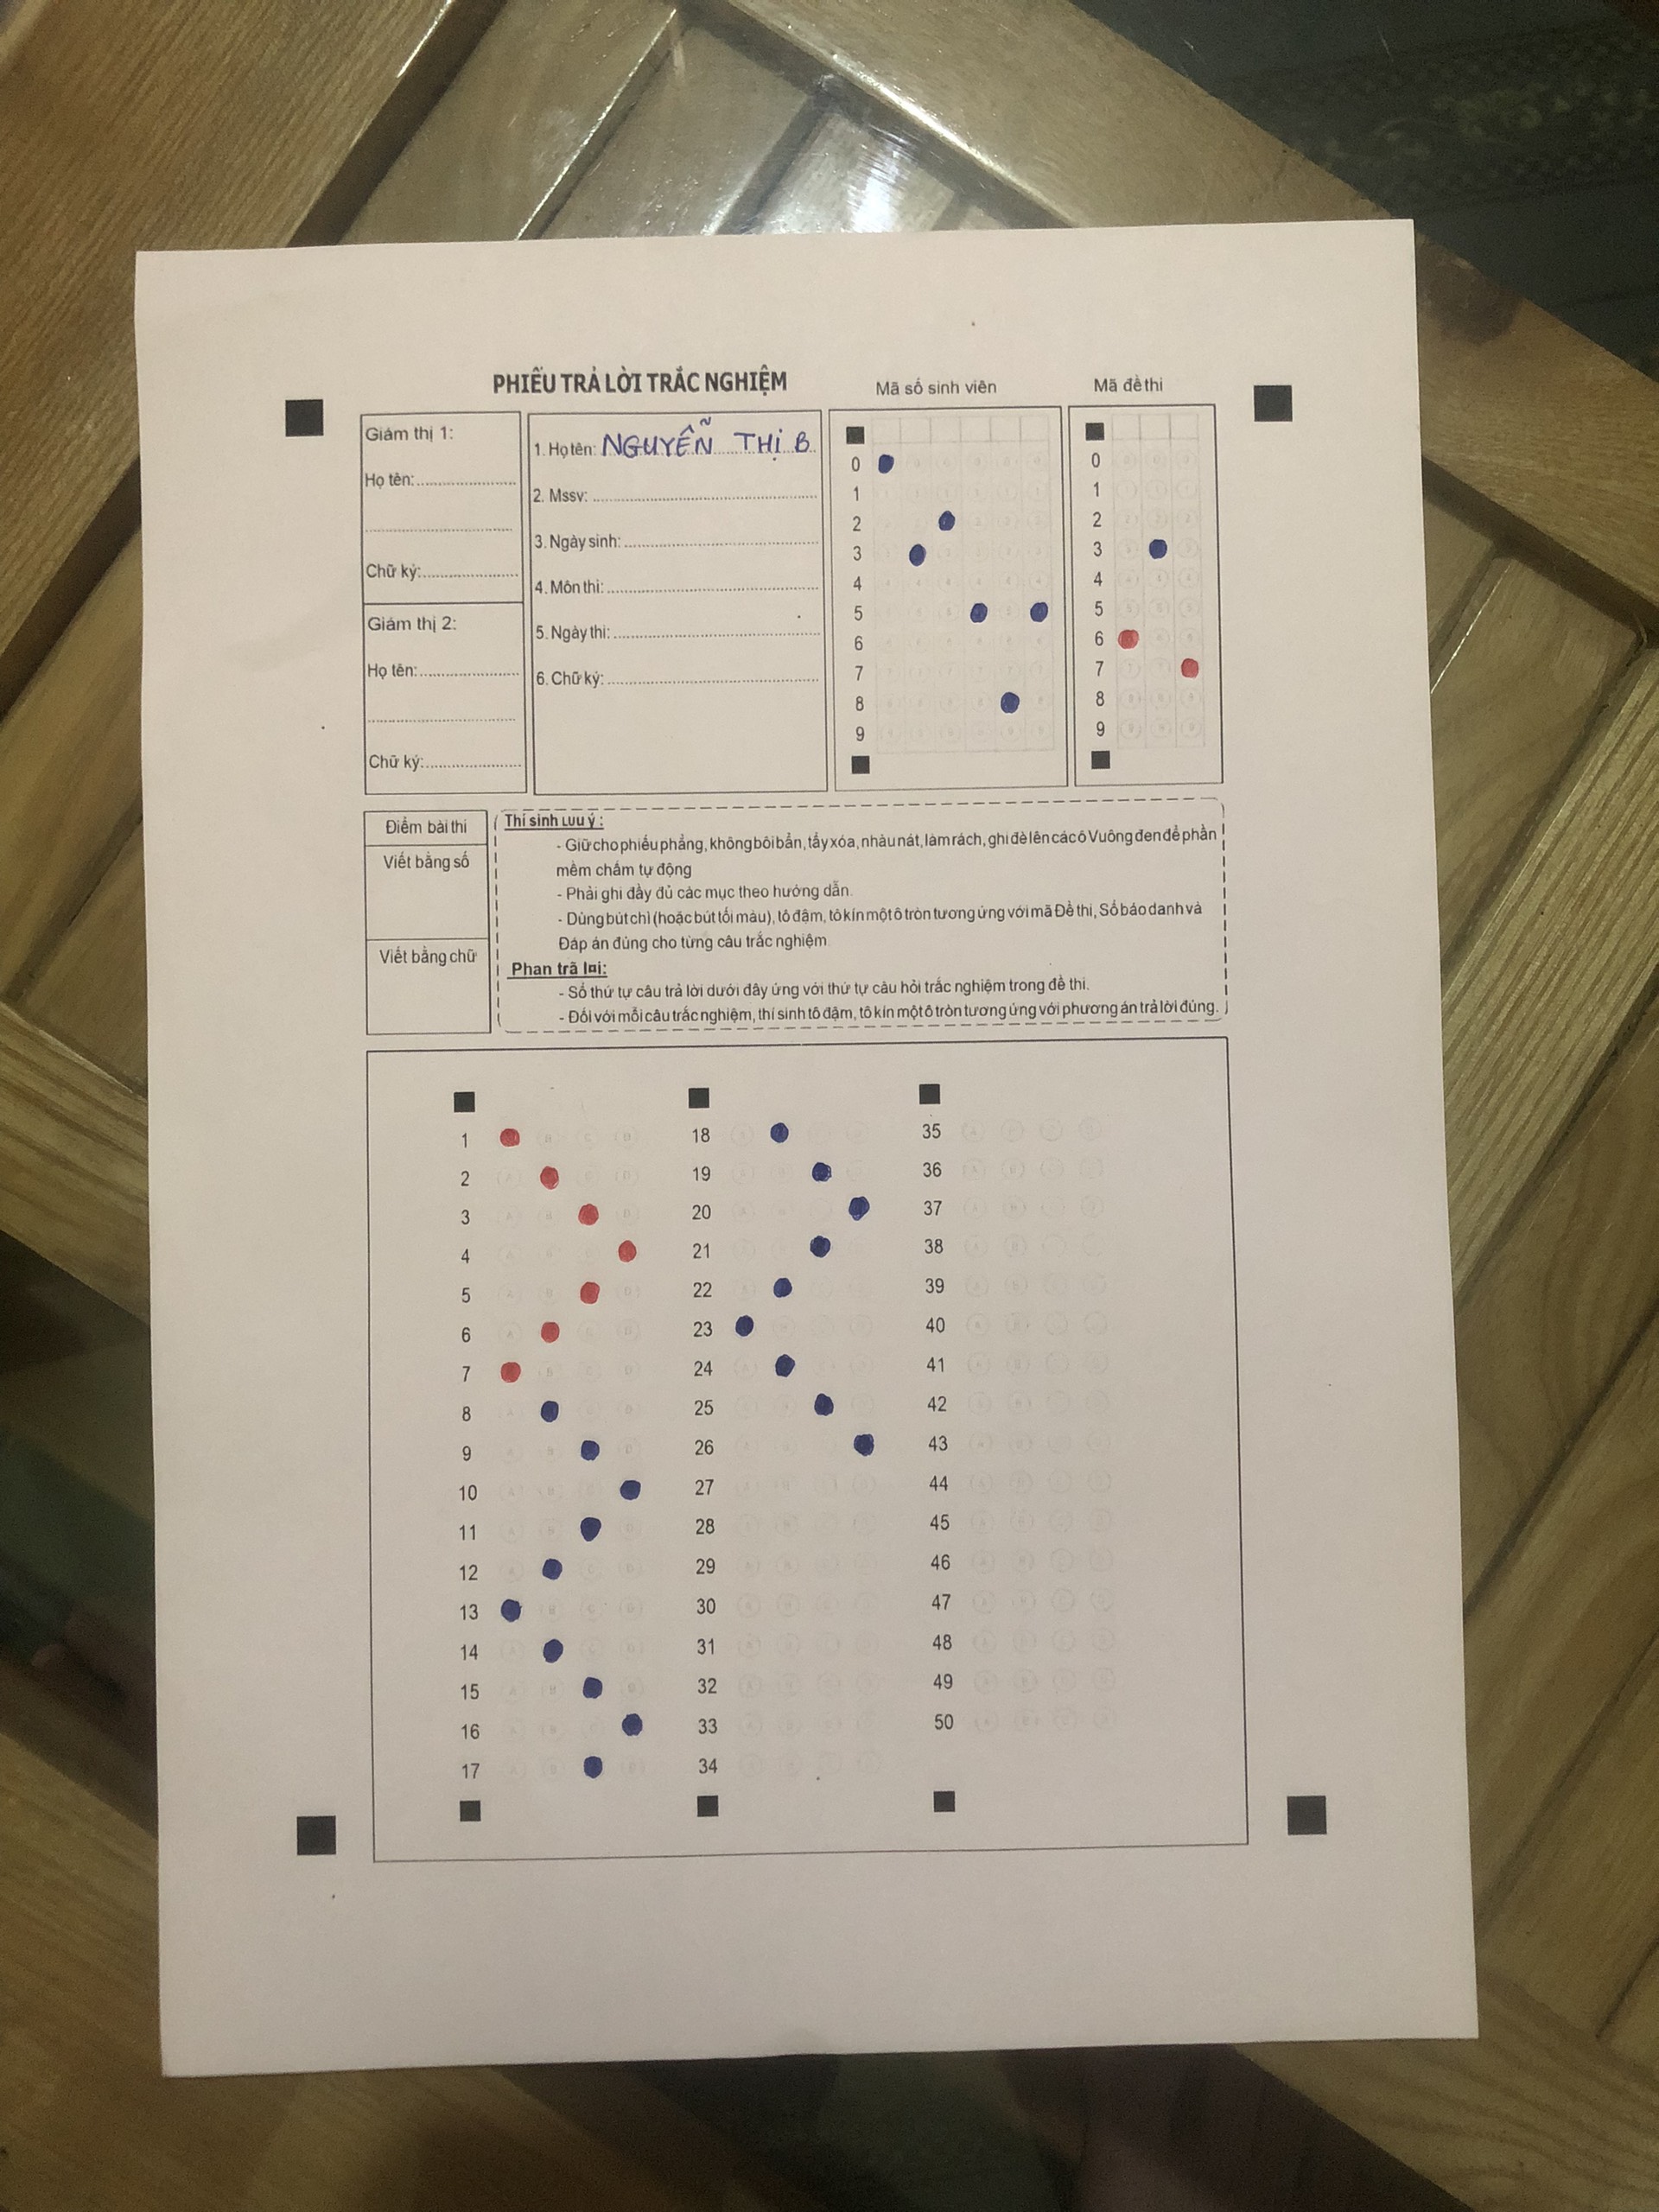 PHIẾU TRẢ LỜI TRẮC NGHIỆM
Mã số sinh viên
Mã đề thi
Giám thị 1:
Họ tên:
Chữ ký:
Giám thị 2:
Họ tên:
Chữ ký:
1. Họ tên: NGUYỄN THỊ B
2. Mssv:
3. Ngày sinh:
4. Môn thi:
5. Ngày thi:
6. Chữ ký:
0
1
2
3
4
5
6
7
8
9
0
1
2
3
4
5
6
7
8
9
Điểm bài thi
Viết bằng số
Viết bằng chữ
Thí sinh Lưu ý :
- Giữ cho phiếu phẳng, không bôi bẩn, tẩy xóa, nhàu nát, làm rách, ghi đè lên các ô Vuông đen để phần
mềm chấm tự động
- Phải ghi đầy đủ các mục theo hướng dẫn.
- Dùng bút chì (hoặc bút tối màu), tô đậm, tô kín một ô tròn tương ứng với mã Đề thi, Số báo danh và
Đáp án đúng cho từng câu trắc nghiệm.
Phan trã lại:
- Số thứ tự câu trả lời dưới đây ứng với thứ tự câu hỏi trắc nghiệm trong đề thi.
- Đối với mỗi câu trắc nghiệm, thí sinh tô đậm, tô kín một ô tròn tương ứng với phương án trả lời đúng.
1
2
3
4
5
6
7
8
9
10
11
12
13
14
15
16
17
18
19
20
21
22
23
24
25
26
27
28
29
30
31
32
33
34
35
36
37
38
39
40
41
42
43
44
45
46
47
48
49
50